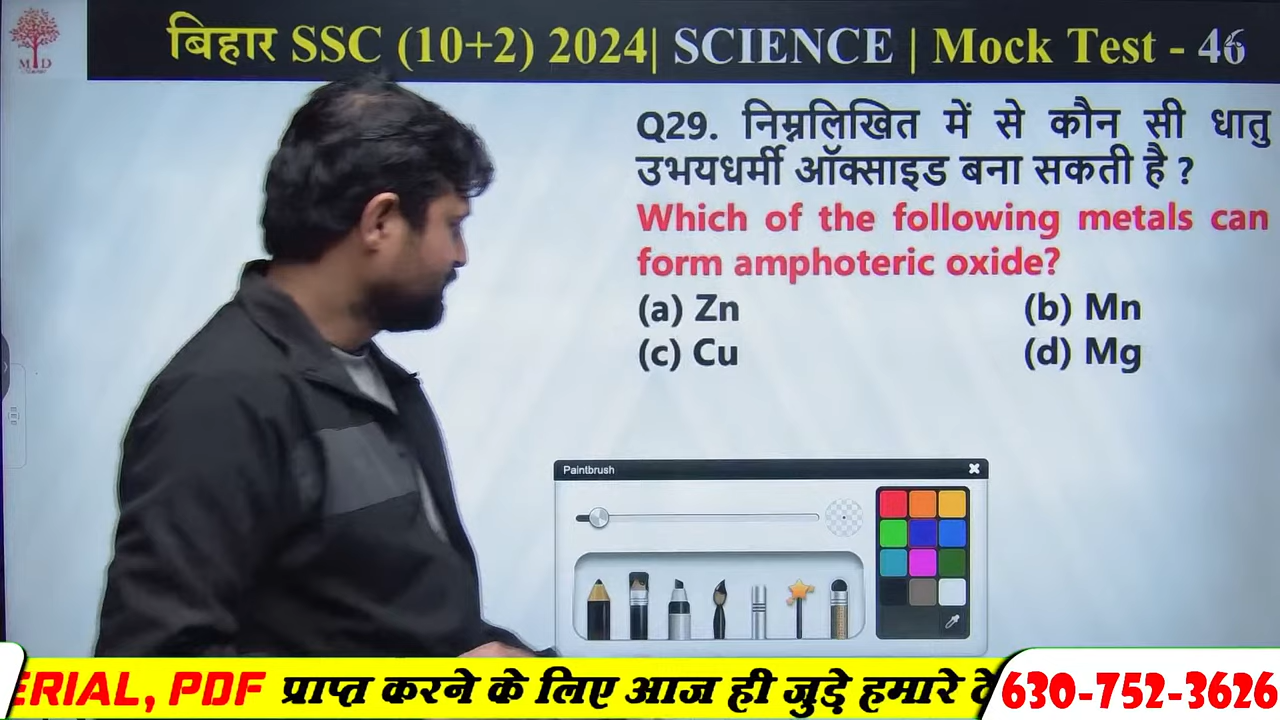 बिहार SSC (10+2) 2024| SCIENCE | Mock Test - 46
M D
Q29. निम्नलिखित में से कौन सी धातु
उभयधर्मी ऑक्साइड बना सकती है ?
Which of the following metals can
form amphoteric oxide?
(a) Zn (b) Mn
(c) Cu (d) Mg
Paintbrush
ERIAL, PDF प्राप्त करने के लिए आज ही जुड़े हमारे 630-752-3626